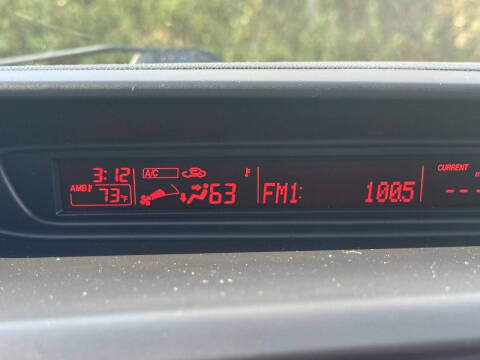 3:12 A/C
AMB 73°F 63 FM1: 100.5
CURRENT
---